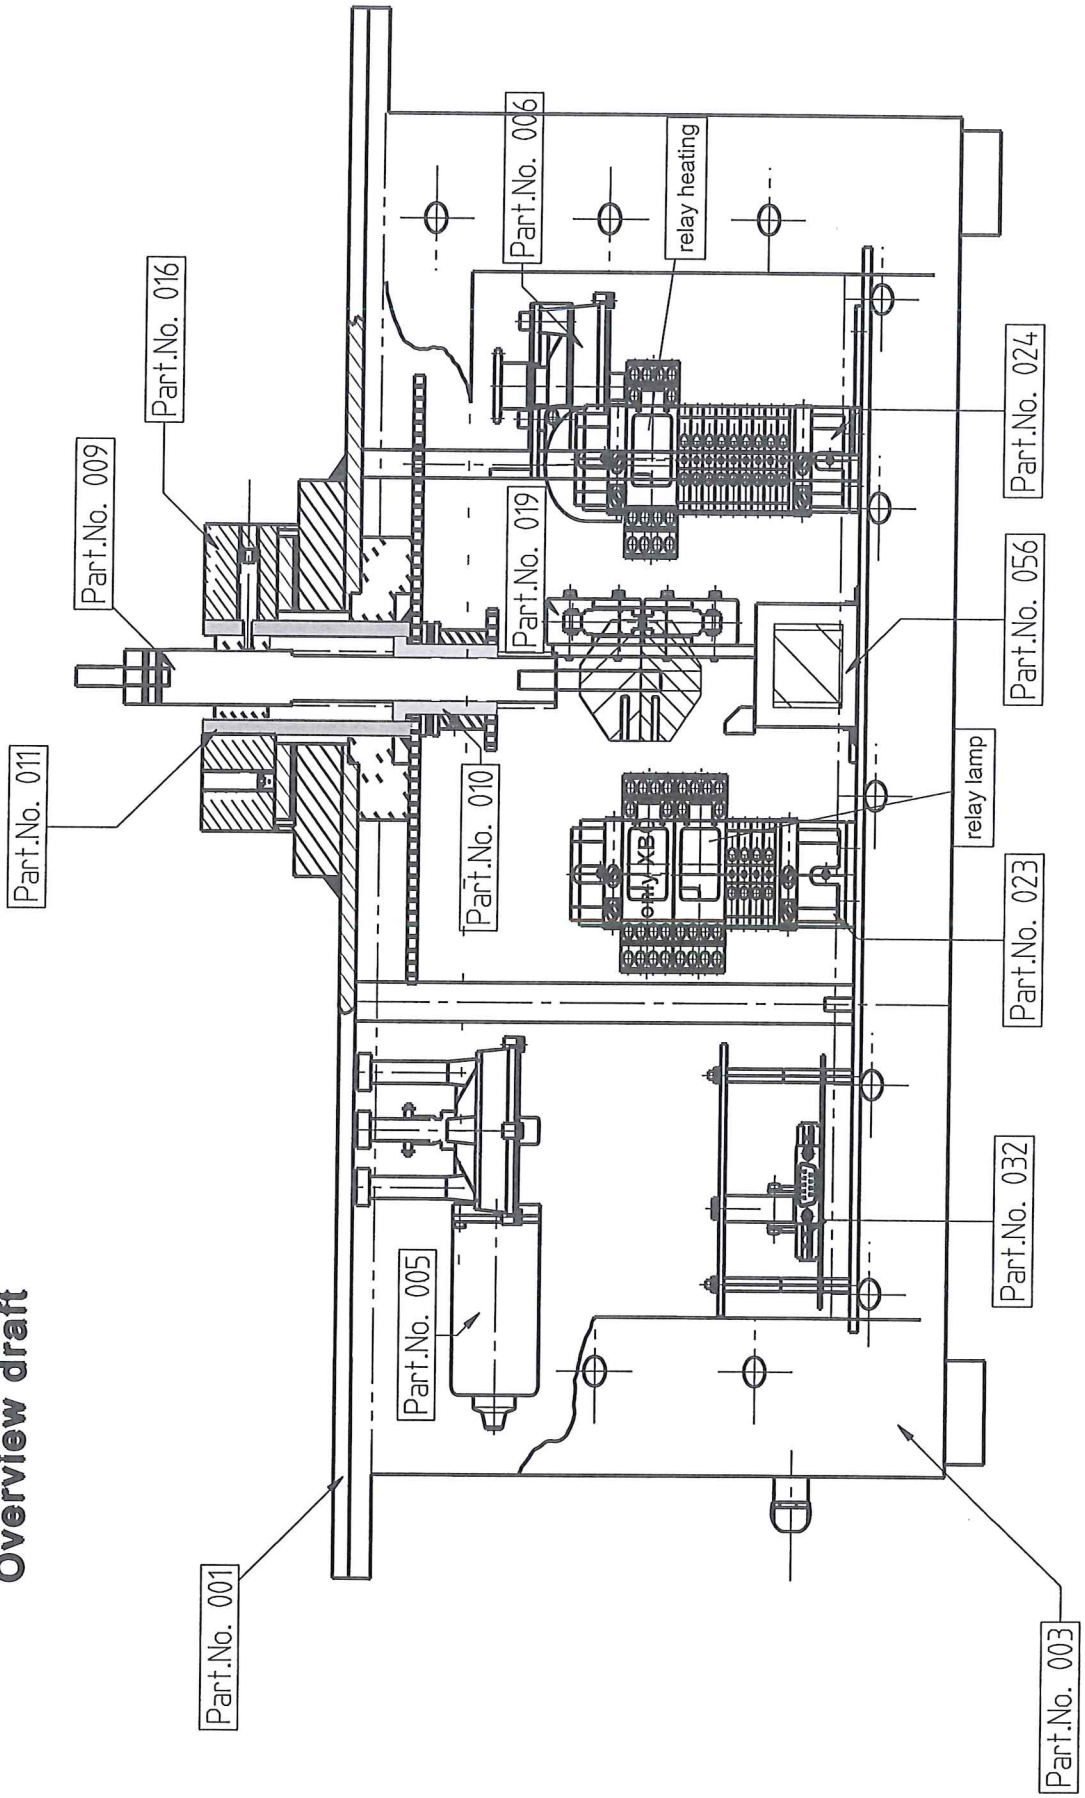 Overview draft
Part.No. 001
Part.No. 011
Part.No. 009
Part.No. 016
Part.No. 005
Part.No. 010
Part.No. 019
Part.No. 006
relay heating
only XBO
relay lamp
Part.No. 003
Part.No. 032
Part.No. 023
Part.No. 056
Part.No. 024